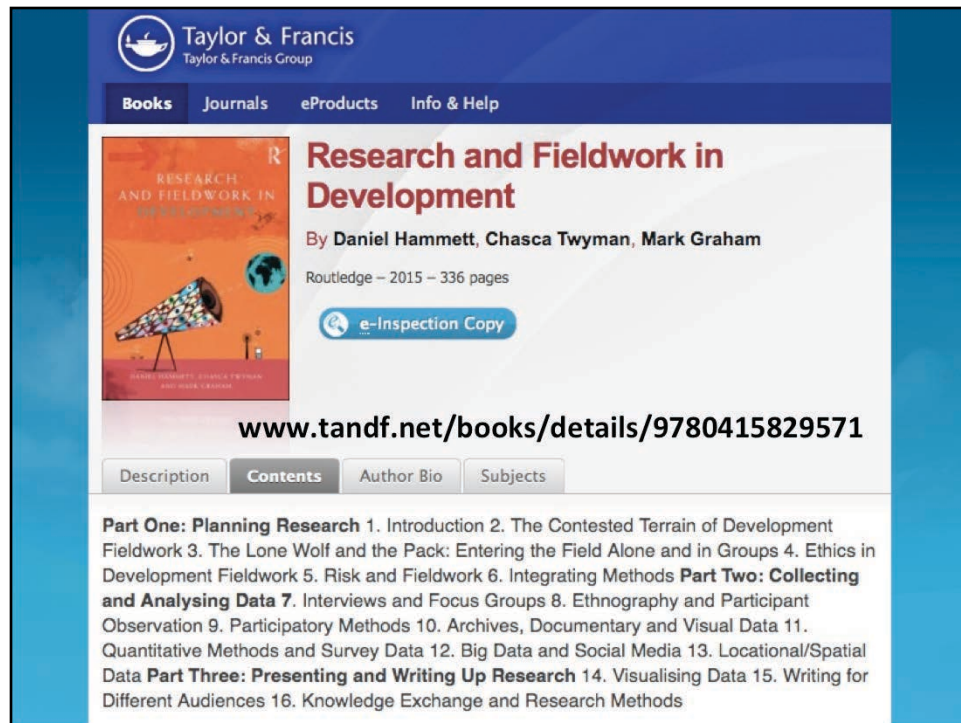 Taylor & Francis
Taylor & Francis Group
Books Journals eProducts Info & Help
R
RESEARCH
AND FIELDWORK IN
DEVELOPMENT
DANIEL HAMMETT, CHASCA TWYMAN
AND MARK GRAHAM
Research and Fieldwork in
Development
By Daniel Hammett, Chasca Twyman, Mark Graham
Routledge – 2015 – 336 pages
e-Inspection Copy
www.tandf.net/books/details/9780415829571
Description Contents Author Bio Subjects
Part One: Planning Research 1. Introduction 2. The Contested Terrain of Development
Fieldwork 3. The Lone Wolf and the Pack: Entering the Field Alone and in Groups 4. Ethics in
Development Fieldwork 5. Risk and Fieldwork 6. Integrating Methods Part Two: Collecting
and Analysing Data 7. Interviews and Focus Groups 8. Ethnography and Participant
Observation 9. Participatory Methods 10. Archives, Documentary and Visual Data 11.
Quantitative Methods and Survey Data 12. Big Data and Social Media 13. Locational/Spatial
Data Part Three: Presenting and Writing Up Research 14. Visualising Data 15. Writing for
Different Audiences 16. Knowledge Exchange and Research Methods